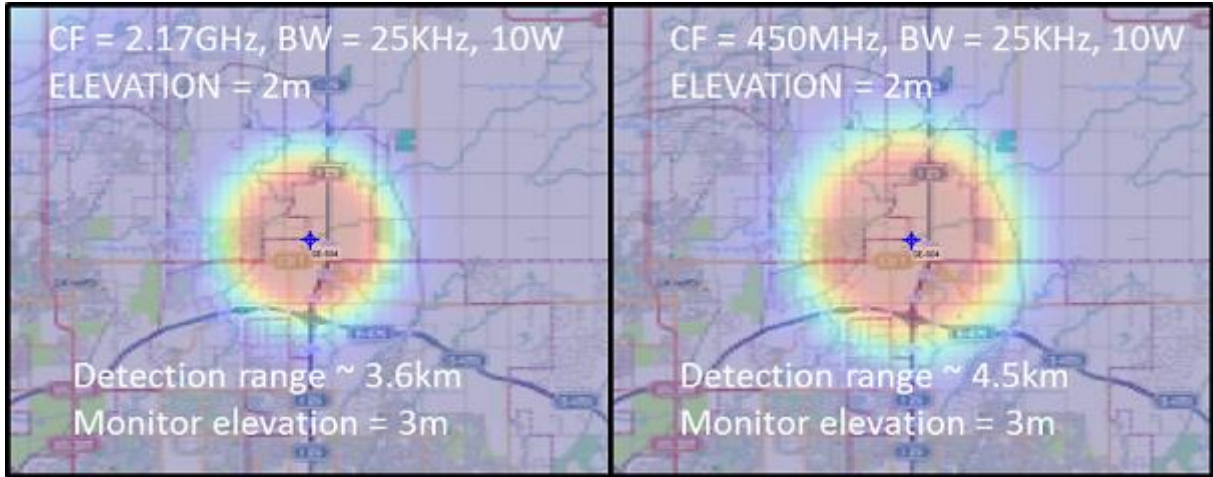 CF = 2.17GHz, BW = 25KHz, 10W
ELEVATION = 2m
Detection range ~ 3.6km
Monitor elevation = 3m
CF = 450MHz, BW = 25KHz, 10W
ELEVATION = 2m
Detection range ~ 4.5km
Monitor elevation = 3m